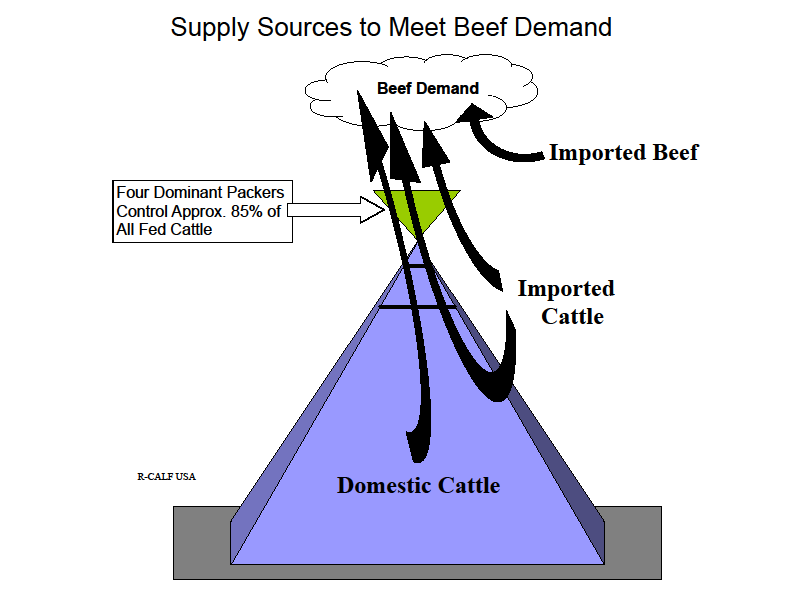 Supply Sources to Meet Beef Demand
Beef Demand
Imported Beef
Four Dominant Packers
Control Approx. 85% of
All Fed Cattle
Imported
Cattle
R-CALF USA
Domestic Cattle